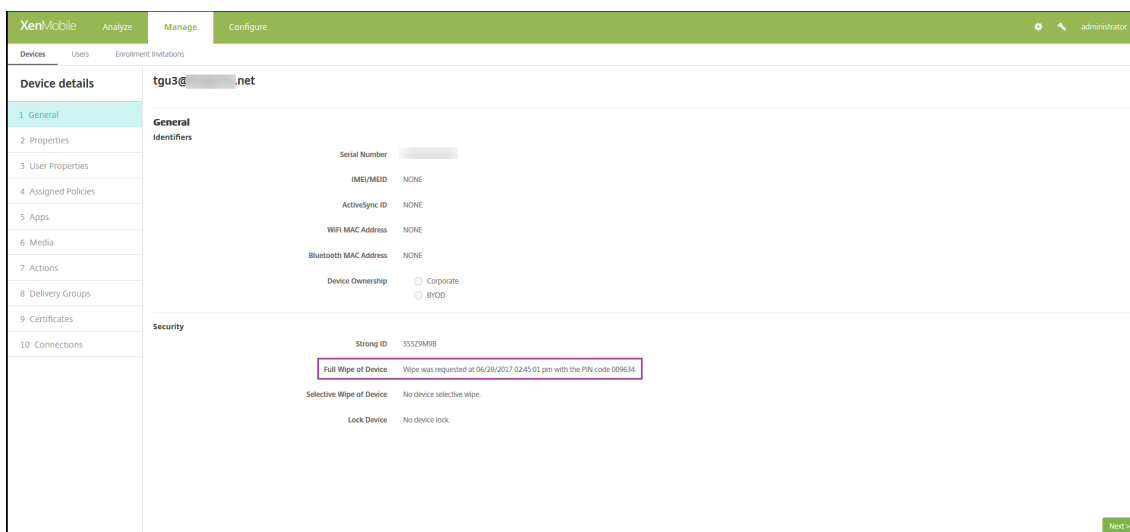 XenMobile Analyze Manage Configure administrator
Devices Users Enrollment Invitations
Device details
1 General
2 Properties
3 User Properties
4 Assigned Policies
5 Apps
6 Media
7 Actions
8 Delivery Groups
9 Certificates
10 Connections
tgu3@ .net
General
Identifiers
Serial Number
IMEI/MEID NONE
ActiveSync ID NONE
WiFi MAC Address NONE
Bluetooth MAC Address NONE
Device Ownership Corporate
BYOD
Security
Strong ID 5SSZ9M9B
Full Wipe of Device Wipe was requested at 06/28/2017 02:45:01 pm with the PIN code 009634.
Selective Wipe of Device No device selective wipe.
Lock Device No device lock.
Next >